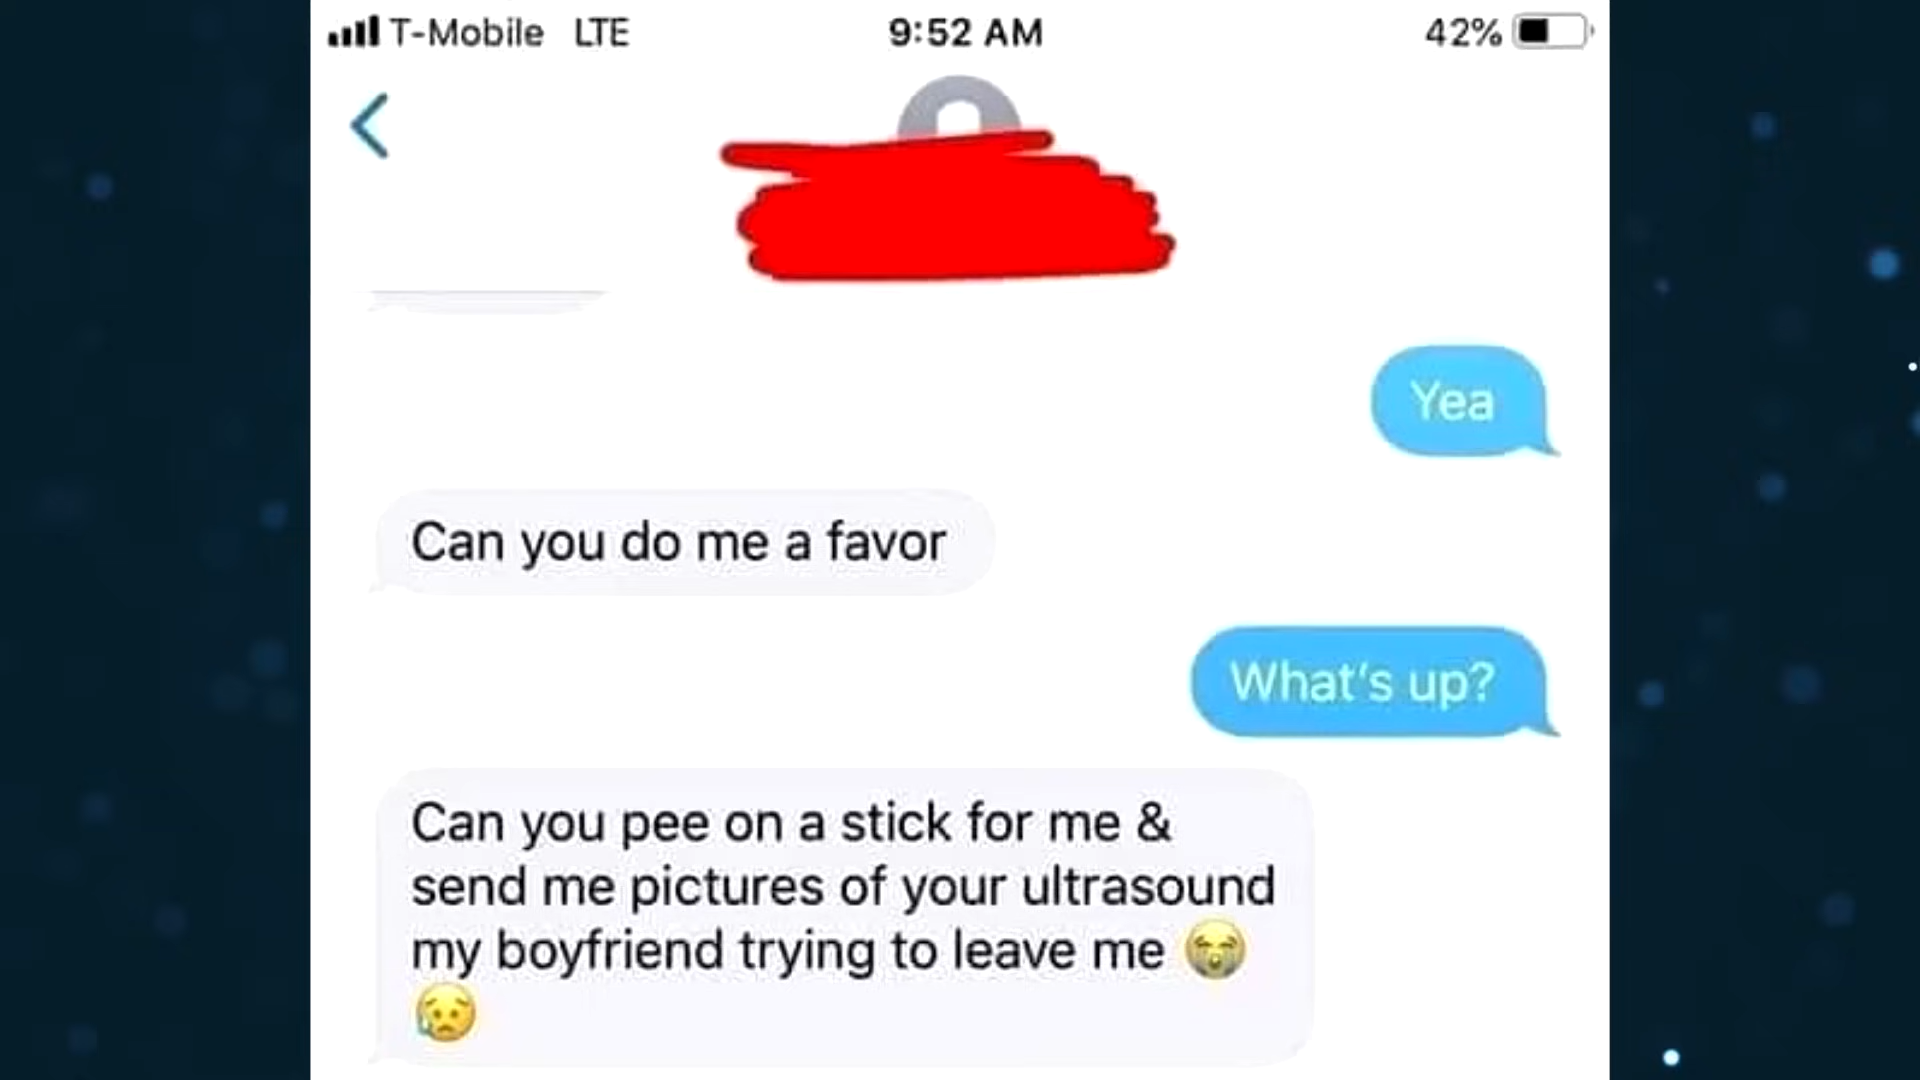 T-Mobile LTE 9:52 AM 42%
Yea
Can you do me a favor
What's up?
Can you pee on a stick for me &
send me pictures of your ultrasound
my boyfriend trying to leave me 😭
😥